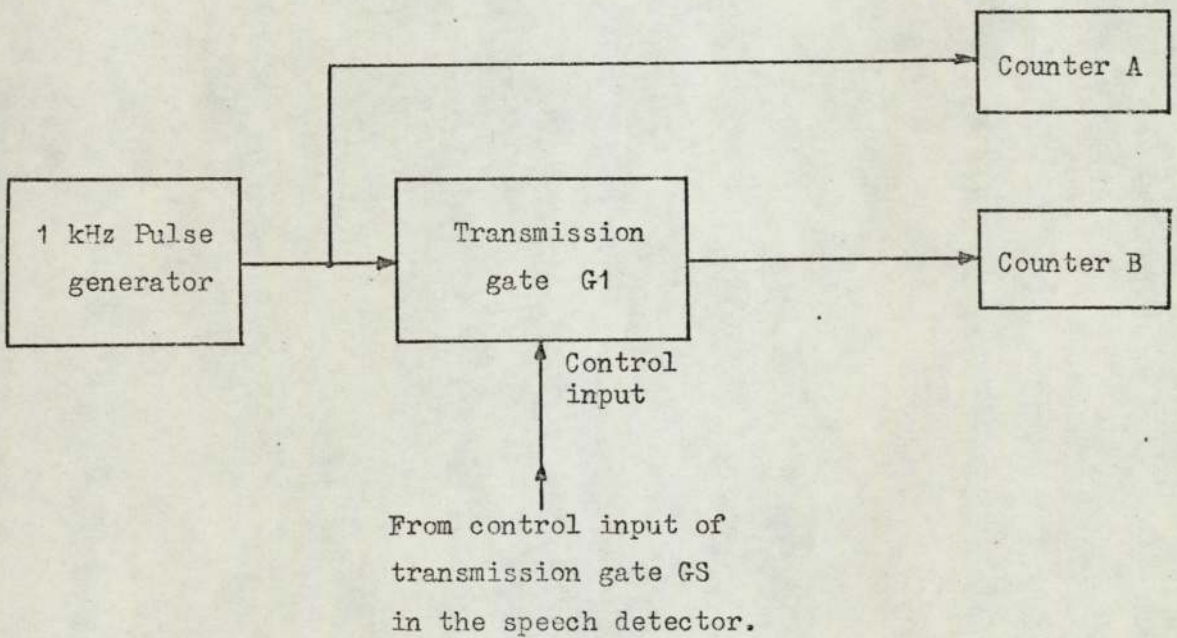 Counter A
1 kHz Pulse
generator
Transmission
gate G1
Counter B
Control
input
From control input of
transmission gate GS
in the speech detector.